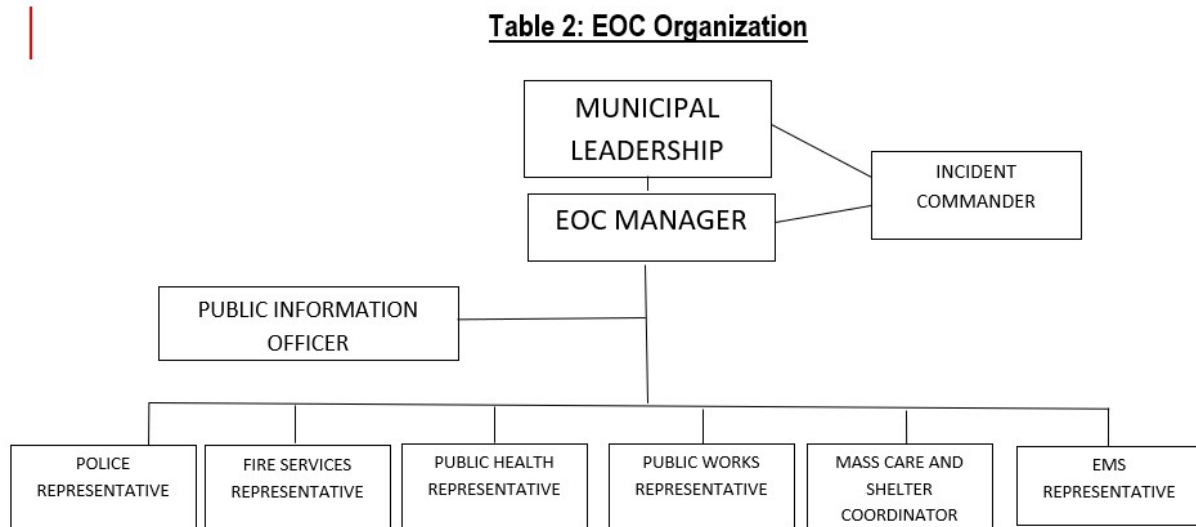 Table 2: EOC Organization
MUNICIPAL
LEADERSHIP
INCIDENT
COMMANDER
EOC MANAGER
PUBLIC INFORMATION
OFFICER
POLICE
REPRESENTATIVE
FIRE SERVICES
REPRESENTATIVE
PUBLIC HEALTH
REPRESENTATIVE
PUBLIC WORKS
REPRESENTATIVE
MASS CARE AND
SHELTER
COORDINATOR
EMS
REPRESENTATIVE